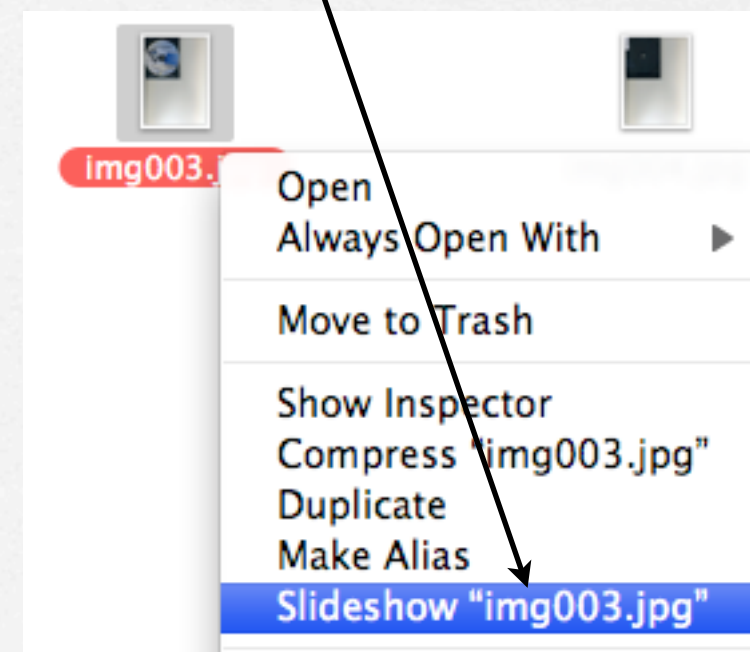 img003.
Open
Always Open With
Move to Trash
Show Inspector
Compress “img003.jpg”
Duplicate
Make Alias
Slideshow “img003.jpg”